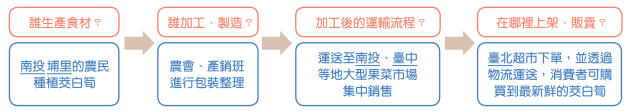 誰生產食材？
南投 埔里的農民
種植茭白筍
誰加工、製造？
農會、產銷班
進行包裝整理
加工後的運輸流程？
運送至南投、臺中
等地大型果菜市場
集中銷售
在哪裡上架、販賣？
臺北超市下單，並透過
物流運送，消費者可購
買到最新鮮的茭白筍